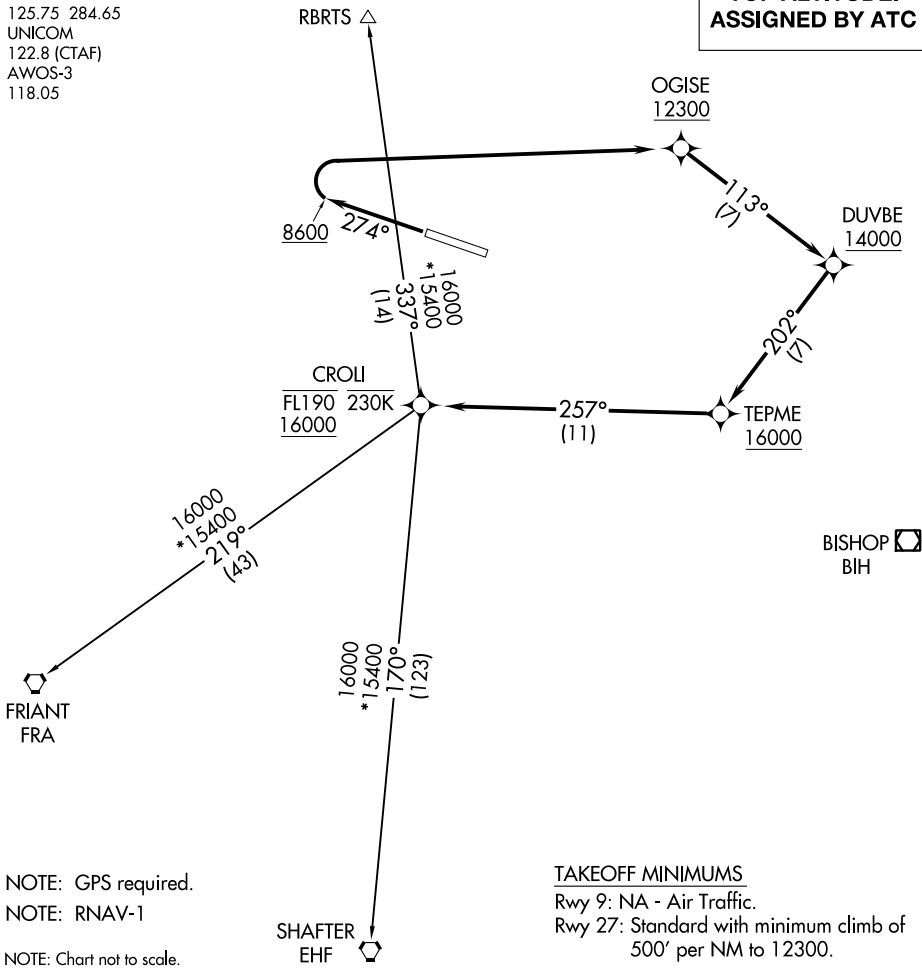 125.75 284.65
UNICOM
122.8 (CTAF)
AWOS-3
118.05
RBRTS
ASSIGNED BY ATC
OGISE
12300
113°
(7)
DUVBE
14000
8600
274°
16000
*15400
337°
(14)
202°
(7)
CROLI
FL190 230K
16000
257°
(11)
TEPME
16000
16000
*15400
219°
(43)
BISHOP
BIH
16000
*15400
170°
(123)
FRIANT
FRA
NOTE: GPS required.
NOTE: RNAV-1
NOTE: Chart not to scale.
SHAFTER
EHF
TAKEOFF MINIMUMS
Rwy 9: NA - Air Traffic.
Rwy 27: Standard with minimum climb of
500' per NM to 12300.